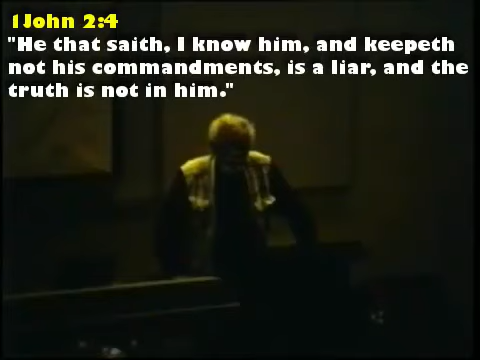 1John 2:4
"He that saith, I know him, and keepeth
not his commandments, is a liar, and the
truth is not in him."